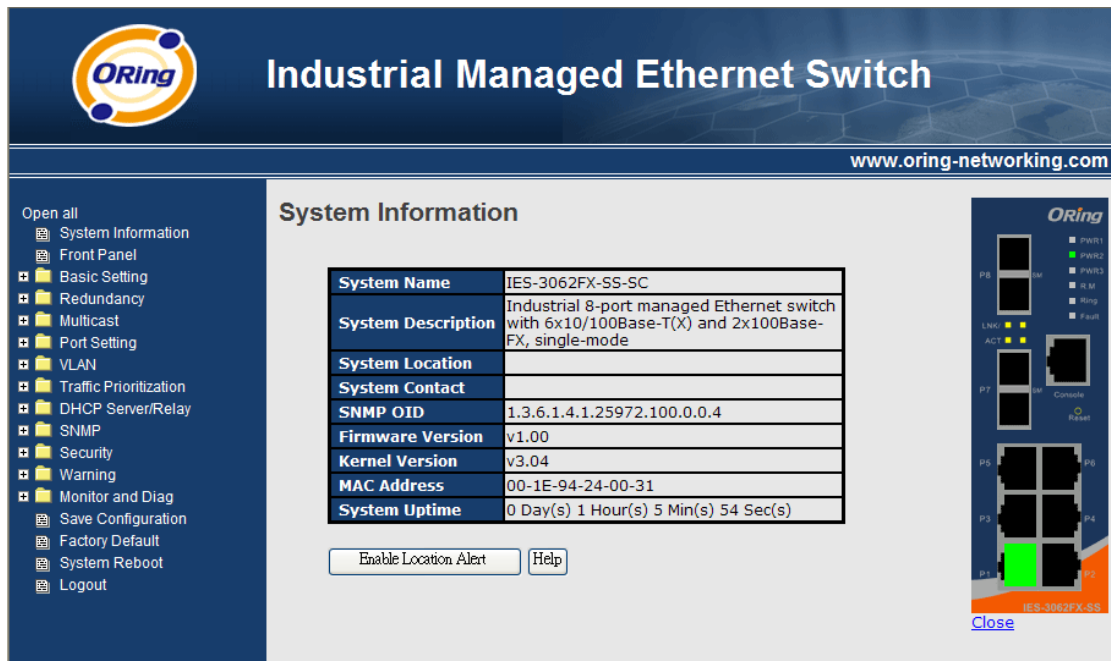 ORing
Industrial Managed Ethernet Switch
www.oring-networking.com
Open all
System Information
Front Panel
Basic Setting
Redundancy
Multicast
Port Setting
VLAN
Traffic Prioritization
DHCP Server/Relay
SNMP
Security
Warning
Monitor and Diag
Save Configuration
Factory Default
System Reboot
Logout
System Information
System Name IES-3062FX-SS-SC
System Description Industrial 8-port managed Ethernet switch
with 6x10/100Base-T(X) and 2x100Base-
FX, single-mode
System Location
System Contact
SNMP OID 1.3.6.1.4.1.25972.100.0.0.4
Firmware Version v1.00
Kernel Version v3.04
MAC Address 00-1E-94-24-00-31
System Uptime 0 Day(s) 1 Hour(s) 5 Min(s) 54 Sec(s)
Enable Location Alert Help
ORing
PWR1
PWR2
P8 SM PWR3
R.M
Ring
Fault
LNK/
ACT
P7 SM Console
Reset
P5 P6
P3 P4
P1 P2
IES-3062FX-SS
Close